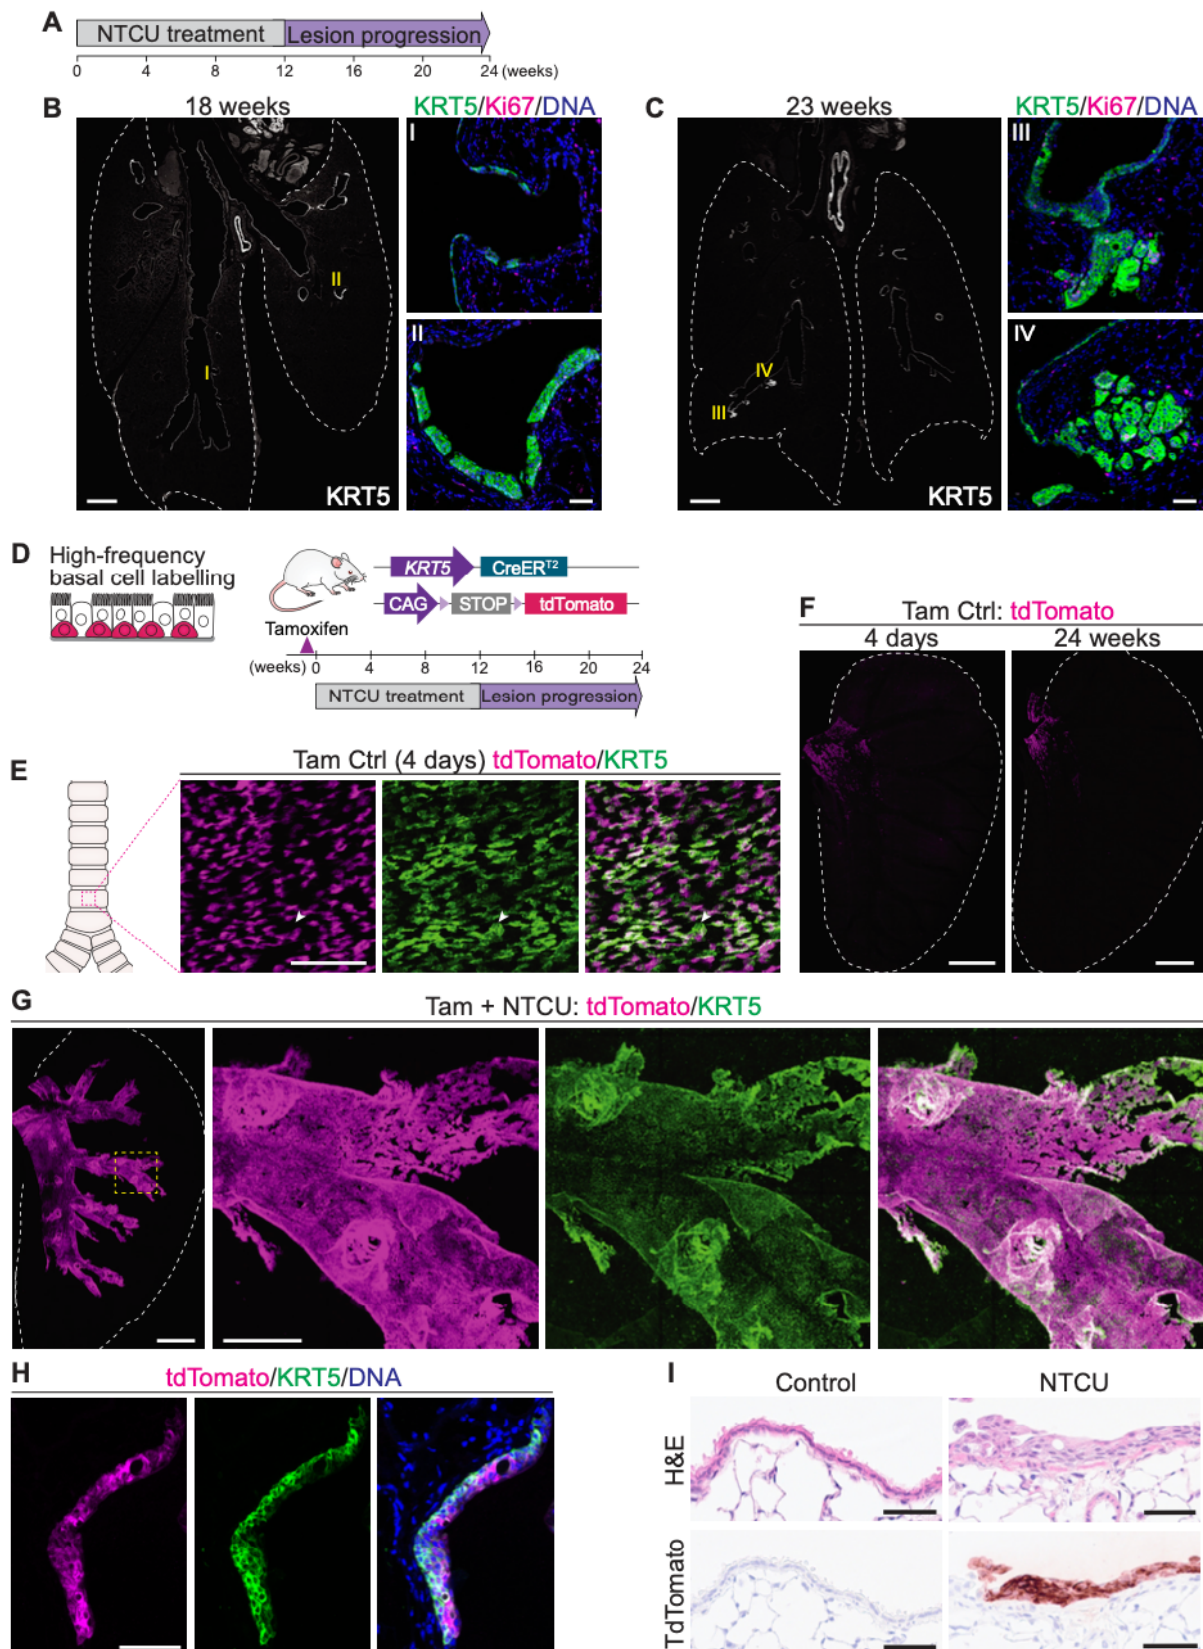 A
NTCU treatment
Lesion progression
0 4 8 12 16 20 24 (weeks)
B
18 weeks
KRT5/Ki67/DNA
I
II
I
II
KRT5
C
23 weeks
KRT5/Ki67/DNA
III
IV
III
IV
KRT5
D
High-frequency
basal cell labelling
KRT5 CreERT2
CAG STOP tdTomato
Tamoxifen
(weeks) 0 4 8 12 16 20 24
NTCU treatment Lesion progression
E
Tam Ctrl (4 days) tdTomato/KRT5
F
Tam Ctrl: tdTomato
4 days 24 weeks
G
Tam + NTCU: tdTomato/KRT5
H
tdTomato/KRT5/DNA
I
Control NTCU
H&E
TdTomato